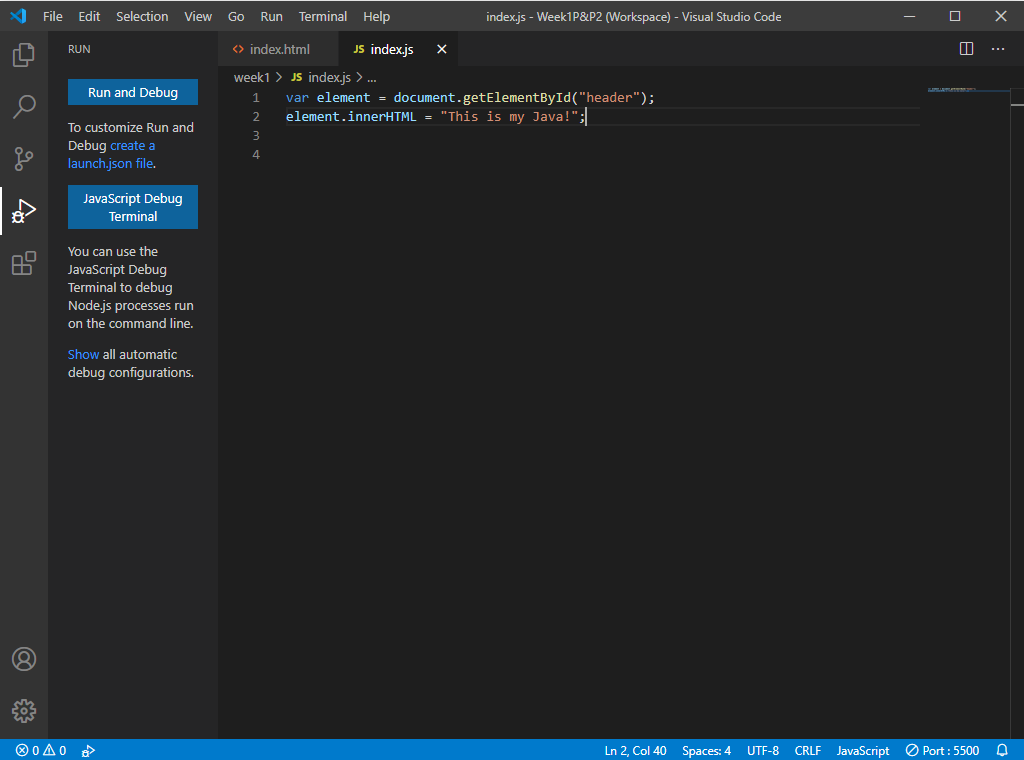 File Edit Selection View Go Run Terminal Help index.js - Week1P&P2 (Workspace) - Visual Studio Code
RUN
Run and Debug
To customize Run and
Debug create a
launch.json file.
JavaScript Debug
Terminal
You can use the
JavaScript Debug
Terminal to debug
Node.js processes run
on the command line.
Show all automatic
debug configurations.
index.html JS index.js
week1 > JS index.js > ...
1 var element = document.getElementById("header");
2 element.innerHTML = "This is my Java!";
3
4
0 0 Ln 2, Col 40 Spaces: 4 UTF-8 CRLF JavaScript Port : 5500